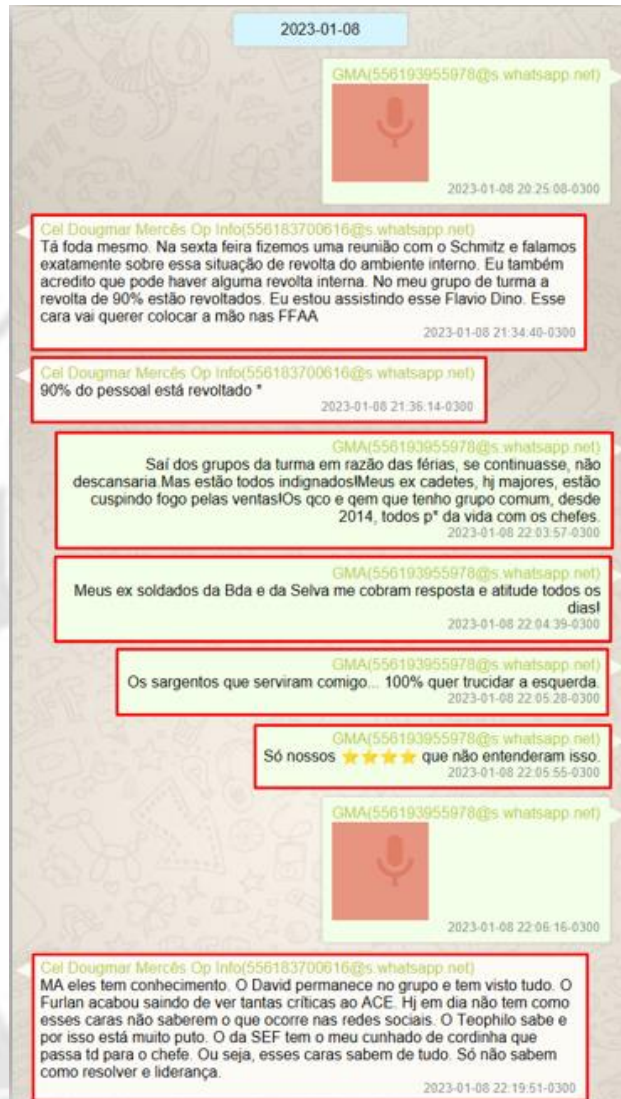 2023-01-08
GMA(556193955978@s.whatsapp.net)
2023-01-08 20:25:08-0300
Cel Dougmar Mercês Op Info(556183700616@s.whatsapp.net)
Tá foda mesmo. Na sexta feira fizemos uma reunião com o Schmitz e falamos
exatamente sobre essa situação de revolta do ambiente interno. Eu também
acredito que pode haver alguma revolta interna. No meu grupo de turma a
revolta de 90% estão revoltados. Eu estou assistindo esse Flavio Dino. Esse
cara vai querer colocar a mão nas FFAA
2023-01-08 21:34:40-0300
Cel Dougmar Mercês Op Info(556183700616@s.whatsapp.net)
90% do pessoal está revoltado *
2023-01-08 21:36:14-0300
GMA(556193955978@s.whatsapp.net)
Saí dos grupos da turma em razão das férias, se continuasse, não
descansaria.Mas estão todos indignados!Meus ex cadetes, hj majores, estão
cuspindo fogo pelas ventas!Os qco e qem que tenho grupo comum, desde
2014, todos p* da vida com os chefes.
2023-01-08 22:03:57-0300
GMA(556193955978@s.whatsapp.net)
Meus ex soldados da Bda e da Selva me cobram resposta e atitude todos os
dias!
2023-01-08 22:04:39-0300
GMA(556193955978@s.whatsapp.net)
Os sargentos que serviram comigo... 100% quer trucidar a esquerda.
2023-01-08 22:05:28-0300
GMA(556193955978@s.whatsapp.net)
Só nossos ⭐⭐⭐⭐ que não entenderam isso.
2023-01-08 22:05:55-0300
GMA(556193955978@s.whatsapp.net)
2023-01-08 22:06:16-0300
Cel Dougmar Mercês Op Info(556183700616@s.whatsapp.net)
MA eles tem conhecimento. O David permanece no grupo e tem visto tudo. O
Furlan acabou saindo de ver tantas críticas ao ACE. Hj em dia não tem como
esses caras não saberem o que ocorre nas redes sociais. O Teophilo sabe e
por isso está muito puto. O da SEF tem o meu cunhado de cordinha que
passa td para o chefe. Ou seja, esses caras sabem de tudo. Só não sabem
como resolver e liderança.
2023-01-08 22:19:51-0300